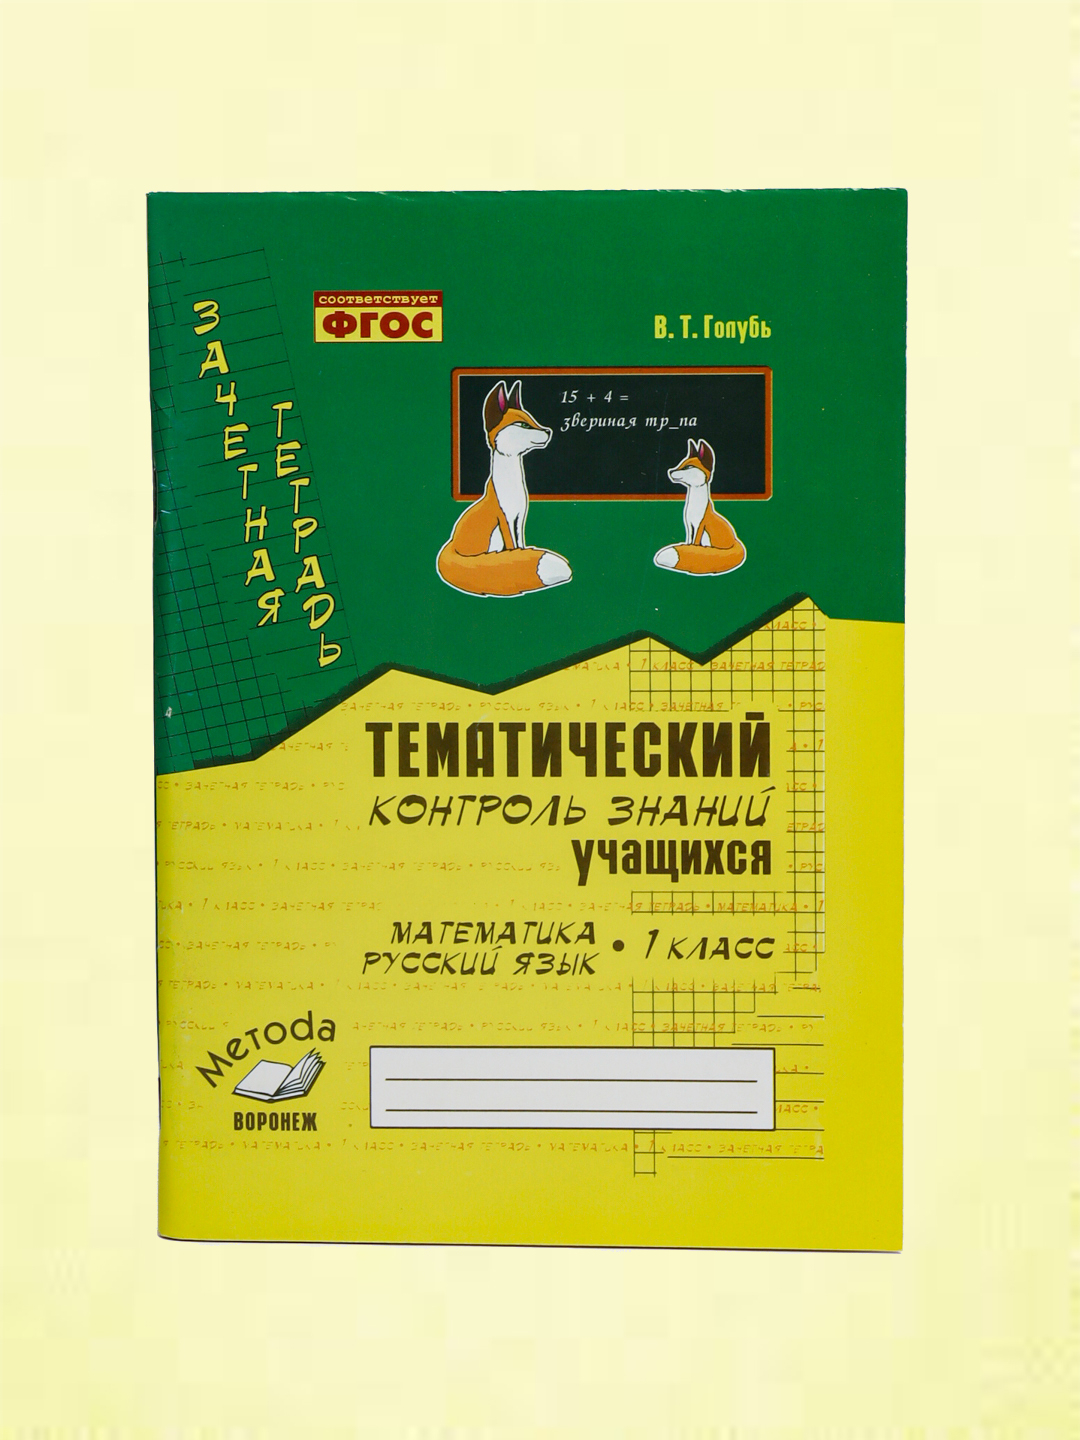 соответствует
ФГОС
В. Т. Голубь
ЗАЧЕТНАЯ
ТЕТРАДЬ
15 + 4 =
звериная тр_па
ТЕМАТИЧЕСКИЙ
КОНТРОЛЬ ЗНАНИЙ
учащихся
МАТЕМАТИКА
РУССКИЙ ЯЗЫК
• 1 КЛАСС
Метода
ВОРОНЕЖ